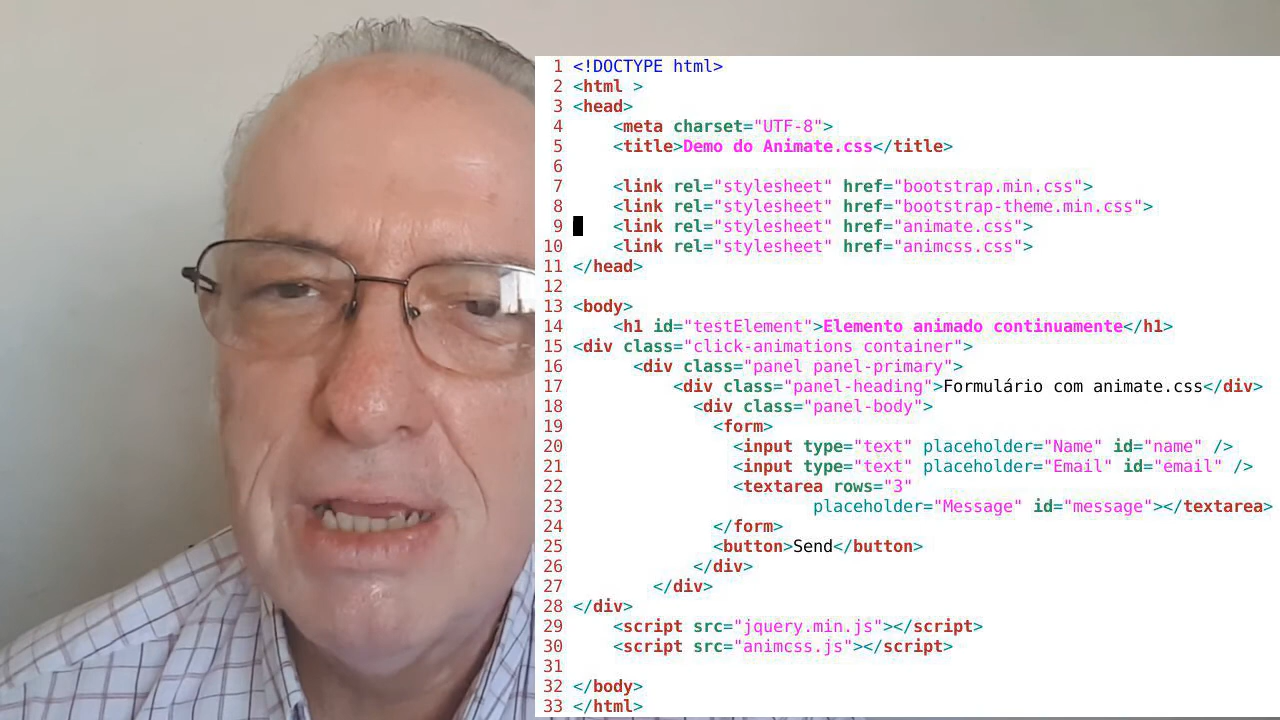 1 <!DOCTYPE html>
2 <html >
3 <head>
4     <meta charset="UTF-8">
5     <title>Demo do Animate.css</title>
6
7     <link rel="stylesheet" href="bootstrap.min.css">
8     <link rel="stylesheet" href="bootstrap-theme.min.css">
9     <link rel="stylesheet" href="animate.css">
10     <link rel="stylesheet" href="animcss.css">
11 </head>
12
13 <body>
14     <h1 id="testElement">Elemento animado continuamente</h1>
15 <div class="click-animations container">
16       <div class="panel panel-primary">
17           <div class="panel-heading">Formulário com animate.css</div>
18             <div class="panel-body">
19               <form>
20                 <input type="text" placeholder="Name" id="name" />
21                 <input type="text" placeholder="Email" id="email" />
22                 <textarea rows="3"
23                         placeholder="Message" id="message"></textarea>
24               </form>
25               <button>Send</button>
26             </div>
27         </div>
28 </div>
29     <script src="jquery.min.js"></script>
30     <script src="animcss.js"></script>
31
32 </body>
33 </html>